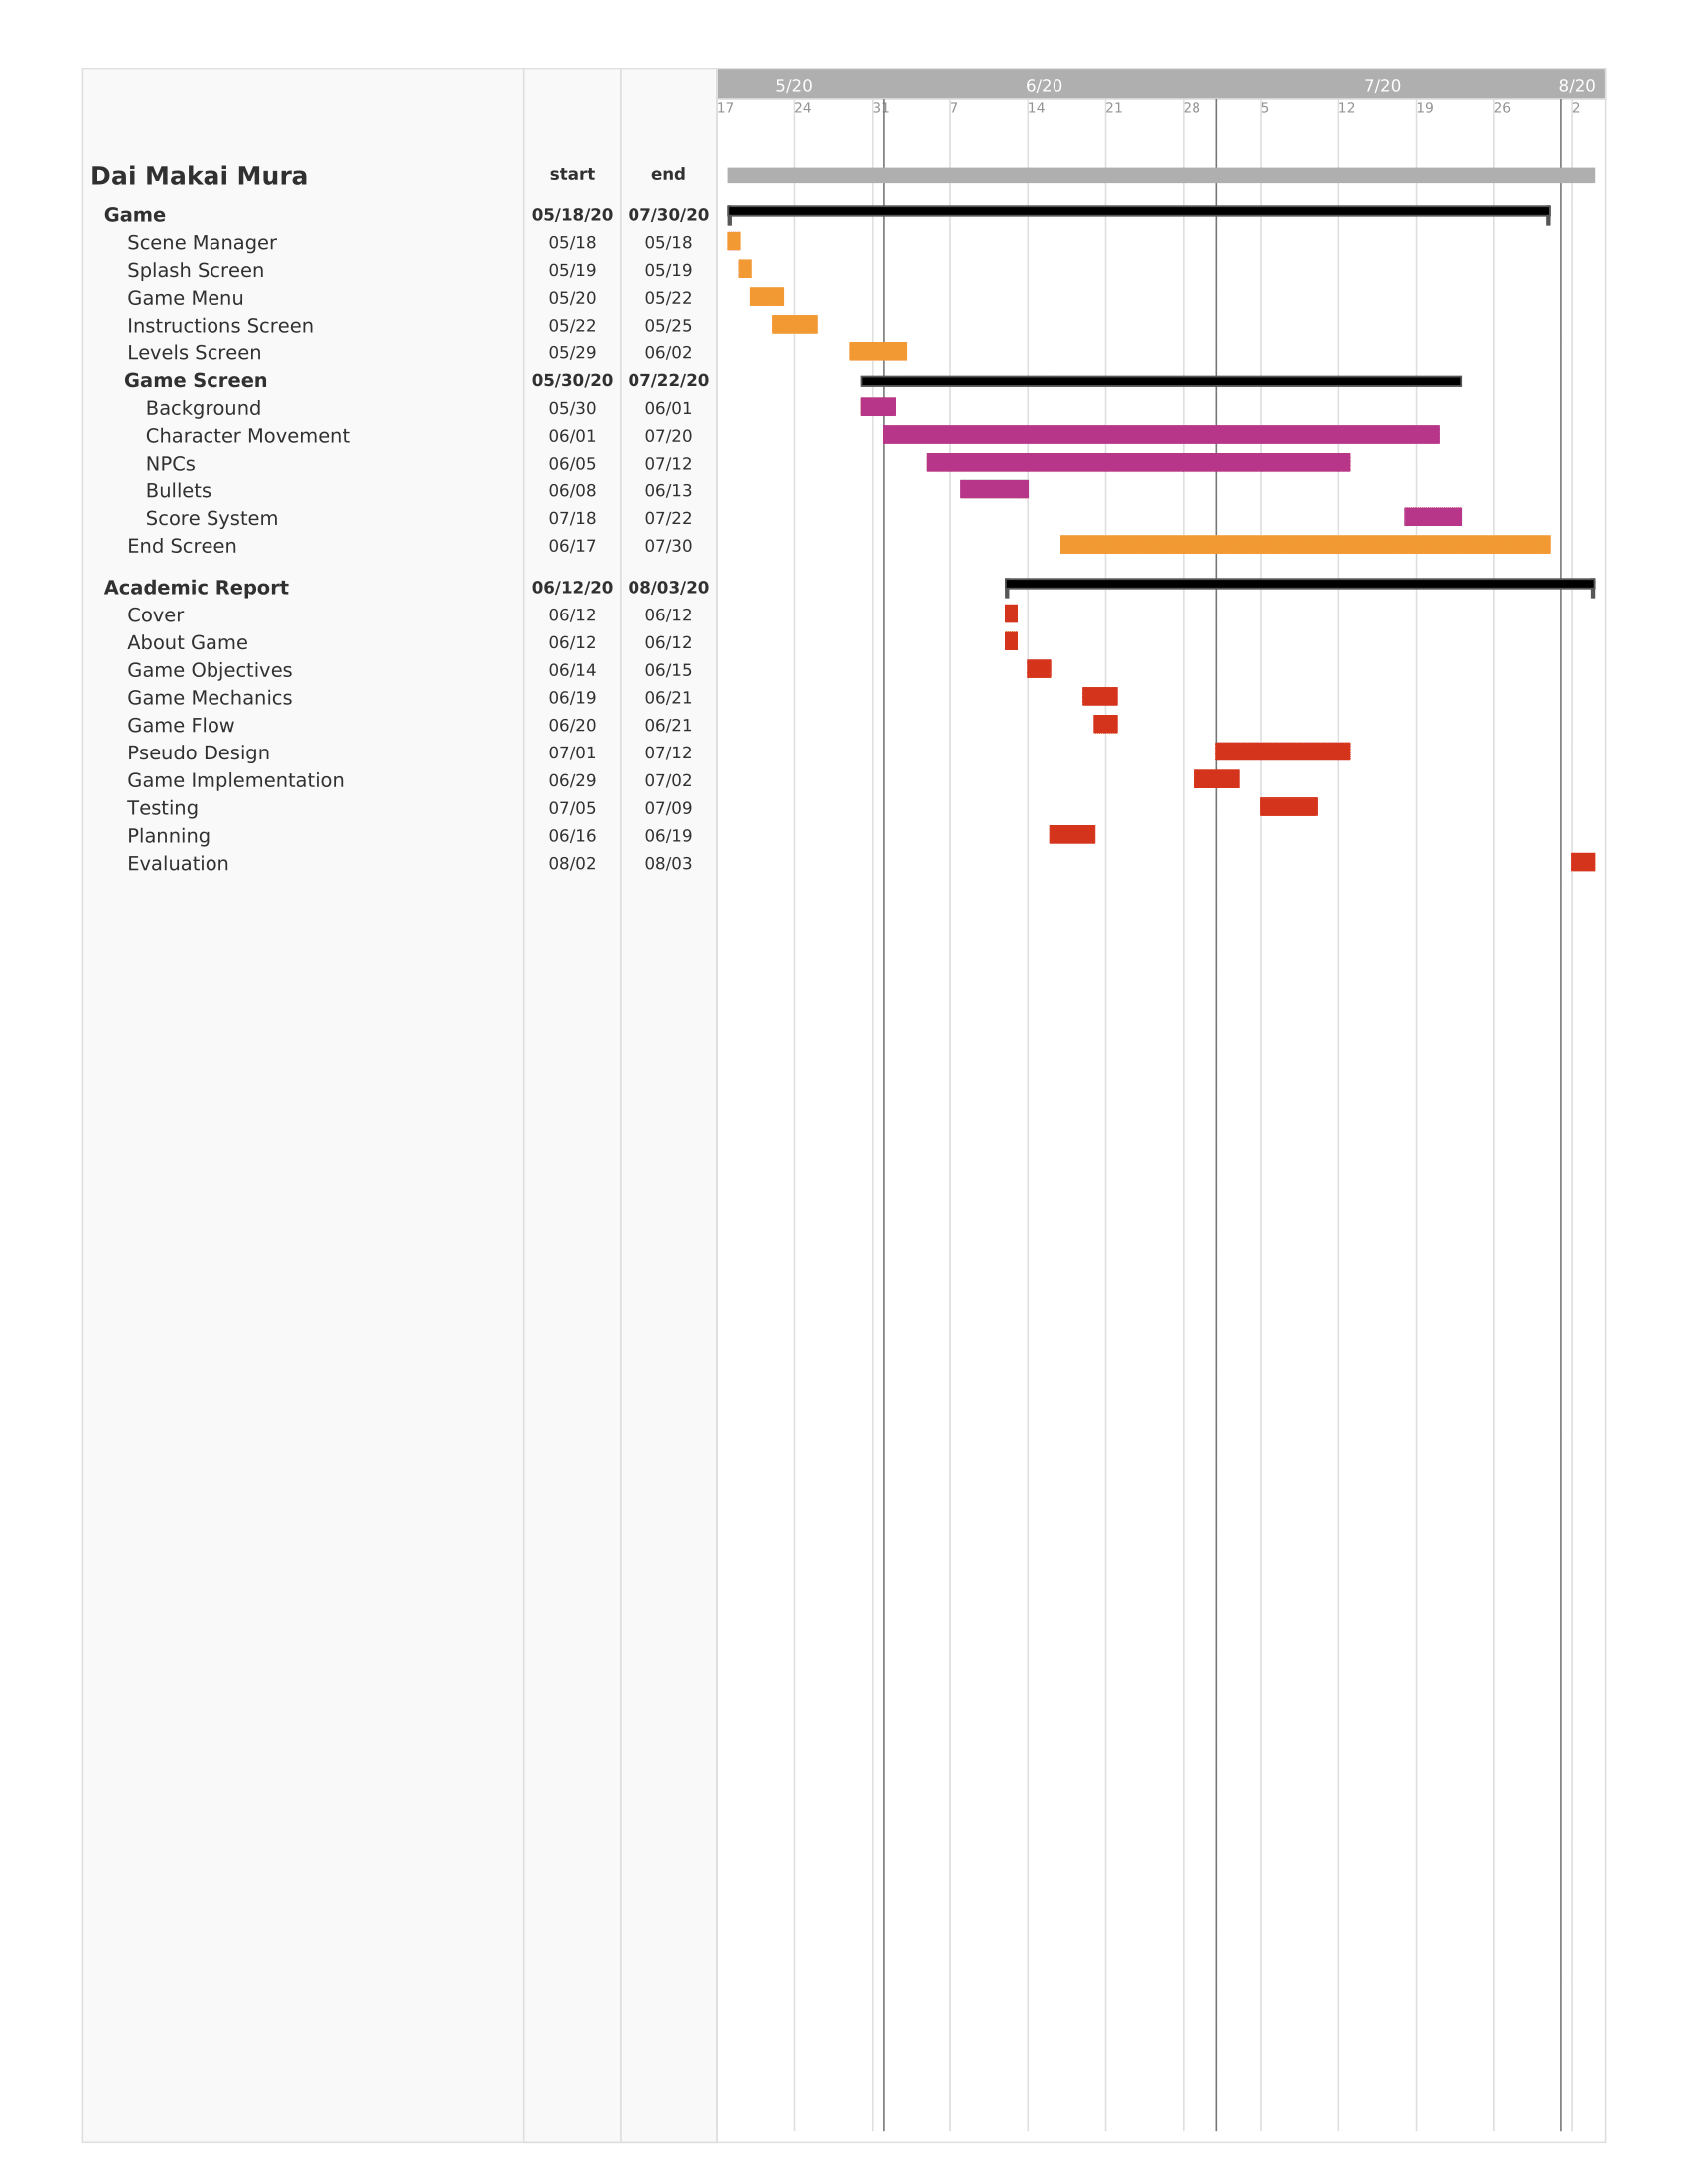 5/20 6/20 7/20 8/20
17 24 31 7 14 21 28 5 12 19 26 2
Dai Makai Mura start end
Game 05/18/20 07/30/20
Scene Manager 05/18 05/18
Splash Screen 05/19 05/19
Game Menu 05/20 05/22
Instructions Screen 05/22 05/25
Levels Screen 05/29 06/02
Game Screen 05/30/20 07/22/20
Background 05/30 06/01
Character Movement 06/01 07/20
NPCs 06/05 07/12
Bullets 06/08 06/13
Score System 07/18 07/22
End Screen 06/17 07/30
Academic Report 06/12/20 08/03/20
Cover 06/12 06/12
About Game 06/12 06/12
Game Objectives 06/14 06/15
Game Mechanics 06/19 06/21
Game Flow 06/20 06/21
Pseudo Design 07/01 07/12
Game Implementation 06/29 07/02
Testing 07/05 07/09
Planning 06/16 06/19
Evaluation 08/02 08/03